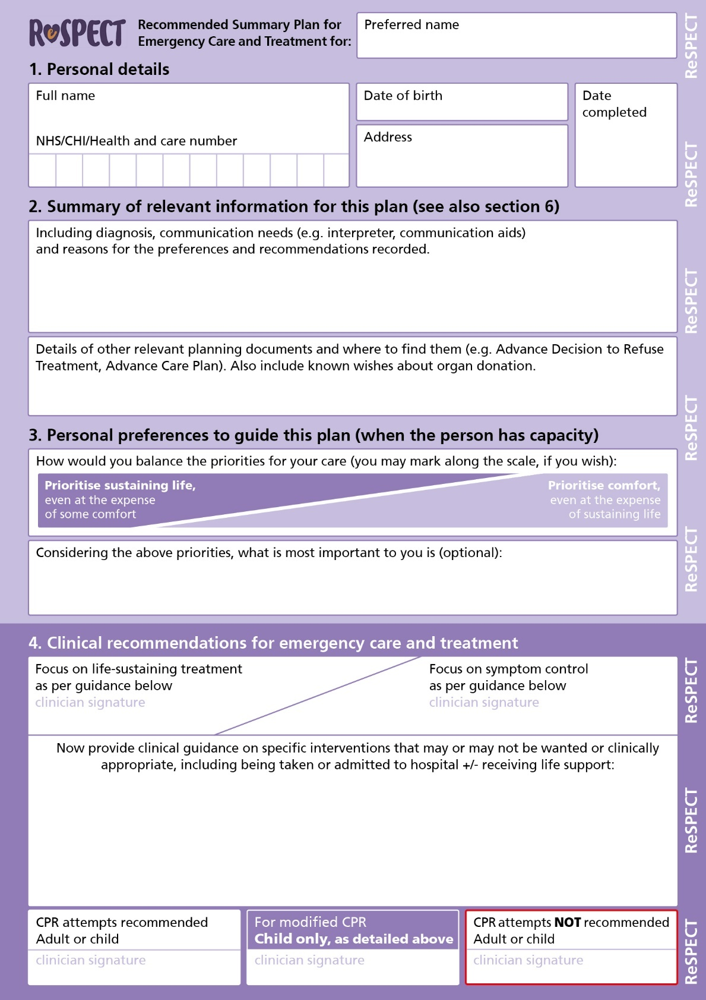 ReSPECT
Recommended Summary Plan for
Emergency Care and Treatment for:
Preferred name
1. Personal details
Full name
Date of birth
Date
completed
Address
NHS/CHI/Health and care number
2. Summary of relevant information for this plan (see also section 6)
Including diagnosis, communication needs (e.g. interpreter, communication aids)
and reasons for the preferences and recommendations recorded.
Details of other relevant planning documents and where to find them (e.g. Advance Decision to Refuse
Treatment, Advance Care Plan). Also include known wishes about organ donation.
3. Personal preferences to guide this plan (when the person has capacity)
How would you balance the priorities for your care (you may mark along the scale, if you wish):
Prioritise sustaining life,
even at the expense
of some comfort
Prioritise comfort,
even at the expense
of sustaining life
Considering the above priorities, what is most important to you is (optional):
4. Clinical recommendations for emergency care and treatment
Focus on life-sustaining treatment
as per guidance below
clinician signature
Focus on symptom control
as per guidance below
clinician signature
Now provide clinical guidance on specific interventions that may or may not be wanted or clinically
appropriate, including being taken or admitted to hospital +/- receiving life support:
CPR attempts recommended
Adult or child
clinician signature
For modified CPR
Child only, as detailed above
clinician signature
CPR attempts NOT recommended
Adult or child
clinician signature
ReSPECT
ReSPECT
ReSPECT
ReSPECT
ReSPECT
ReSPECT
ReSPECT
ReSPECT